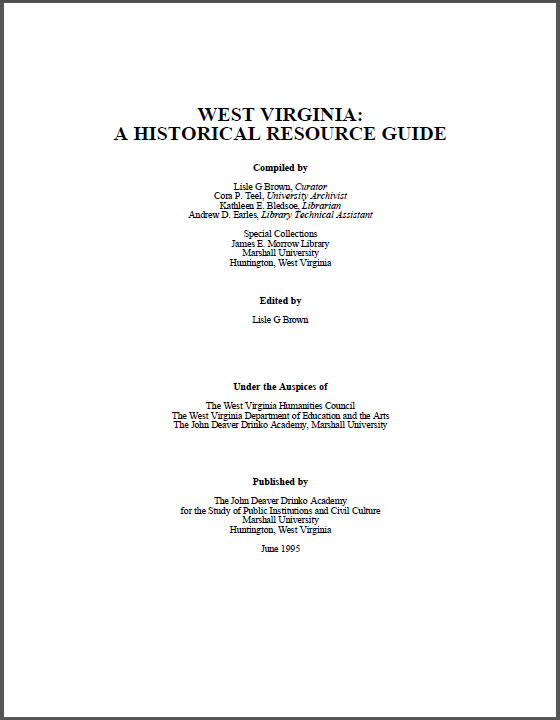 WEST VIRGINIA:
A HISTORICAL RESOURCE GUIDE
Compiled by
Lisle G Brown, Curator
Cora P. Teel, University Archivist
Kathleen E. Bledsoe, Librarian
Andrew D. Earles, Library Technical Assistant
Special Collections
James E. Morrow Library
Marshall University
Huntington, West Virginia
Edited by
Lisle G Brown
Under the Auspices of
The West Virginia Humanities Council
The West Virginia Department of Education and the Arts
The John Deaver Drinko Academy, Marshall University
Published by
The John Deaver Drinko Academy
for the Study of Public Institutions and Civil Culture
Marshall University
Huntington, West Virginia
June 1995